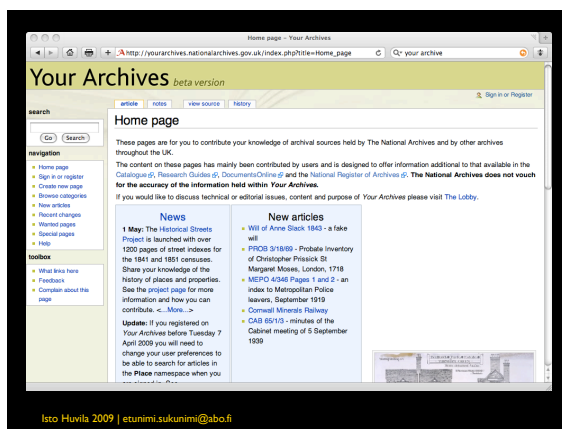 Home page – Your Archives
http://yourarchives.nationalarchives.gov.uk/index.php?title=Home_page
your archive
Your Archives beta version
Sign in or Register
search
Go Search
navigation
Home page
Sign in or register
Create new page
Browse categories
New articles
Recent changes
Wanted pages
Special pages
Help
toolbox
What links here
Feedback
Complain about this
page
article notes view source history
Home page
These pages are for you to contribute your knowledge of archival sources held by The National Archives and by other archives
throughout the UK.
The content on these pages has mainly been contributed by users and is designed to offer information additional to that available in the
Catalogue, Research Guides, DocumentsOnline and the National Register of Archives. The National Archives does not vouch
for the accuracy of the information held within Your Archives.
If you would like to discuss technical or editorial issues, content and purpose of Your Archives please visit The Lobby.
News
1 May: The Historical Streets
Project is launched with over
1200 pages of street indexes for
the 1841 and 1851 censuses.
Share your knowledge of the
history of places and properties.
See the project page for more
information and how you can
contribute. <...More...>
Update: If you registered on
Your Archives before Tuesday 7
April 2009 you will need to
change your user preferences to
be able to search for articles in
the Place namespace when you
New articles
Will of Anne Slack 1843 - a fake
will
PROB 3/18/69 - Probate Inventory
of Christopher Prissick St
Margaret Moses, London, 1718
MEPO 4/346 Pages 1 and 2 - an
index to Metropolitan Police
leavers, September 1919
Cornwall Minerals Railway
CAB 65/1/3 - minutes of the
Cabinet meeting of 5 September
1939
Isto Huvila 2009 | etunimi.sukunimi@abo.fi